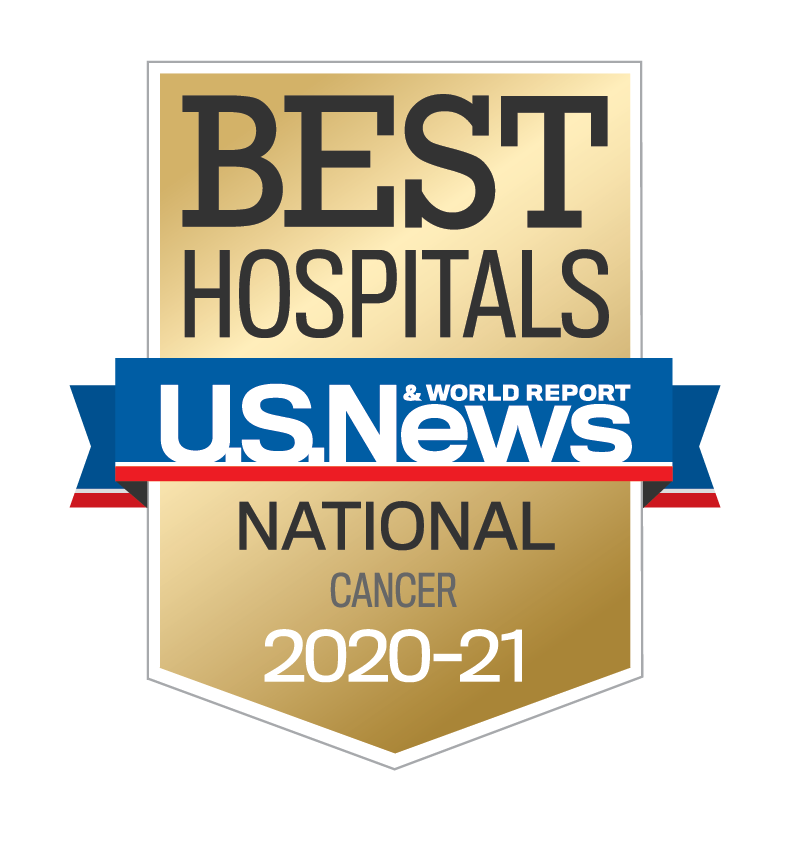 BEST
HOSPITALS
& WORLD REPORT
U.S.News
NATIONAL
CANCER
2020-21